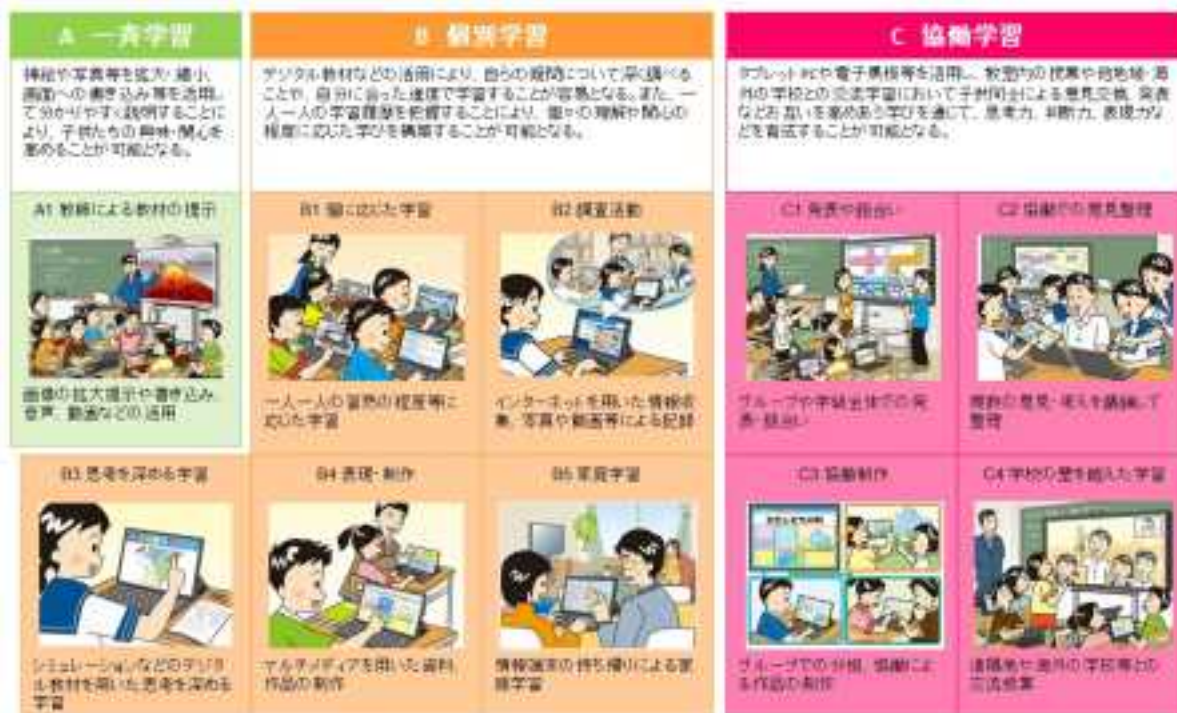 A 一斉学習
挿絵や写真等を拡大・縮小、
画面への書き込み等を活用し
て分かりやすく説明することに
より、子供たちの興味・関心を
高めることが可能となる。
B 個別学習
デジタル教材などの活用により、自らの疑問について深く調べる
ことや、自分に合った進度で学習することが容易となる。また、一
人一人の学習履歴を把握することにより、個々の理解や関心の
程度に応じた学びを構築することが可能となる。
C 協働学習
タブレットPCや電子黒板等を活用し、教室内の授業や他地域・海
外の学校との交流学習において子供同士による意見交換、発表
などお互いを高めあう学びを通じて、思考力、判断力、表現力な
どを育成することが可能となる。
A1 教師による教材の提示
画像の拡大提示や書き込み、
音声、動画などの活用
B1 個に応じた学習
一人一人の習熟の程度等に
応じた学習
B2 調査活動
インターネットを用いた情報収
集、写真や動画等による記録
C1 発表や話合い
グループや学級全体での発
表・話合い
C2 協働での意見整理
複数の意見・考えを議論して
整理
B3 思考を深める学習
シミュレーションなどのデジタ
ル教材を用いた思考を深める
学習
B4 表現・制作
マルチメディアを用いた資料、
作品の制作
B5 家庭学習
情報端末の持ち帰りによる家
庭学習
C3 協働制作
グループでの分担、協働によ
る作品の制作
C4 学校の壁を越えた学習
遠隔地や海外の学校等との
交流授業